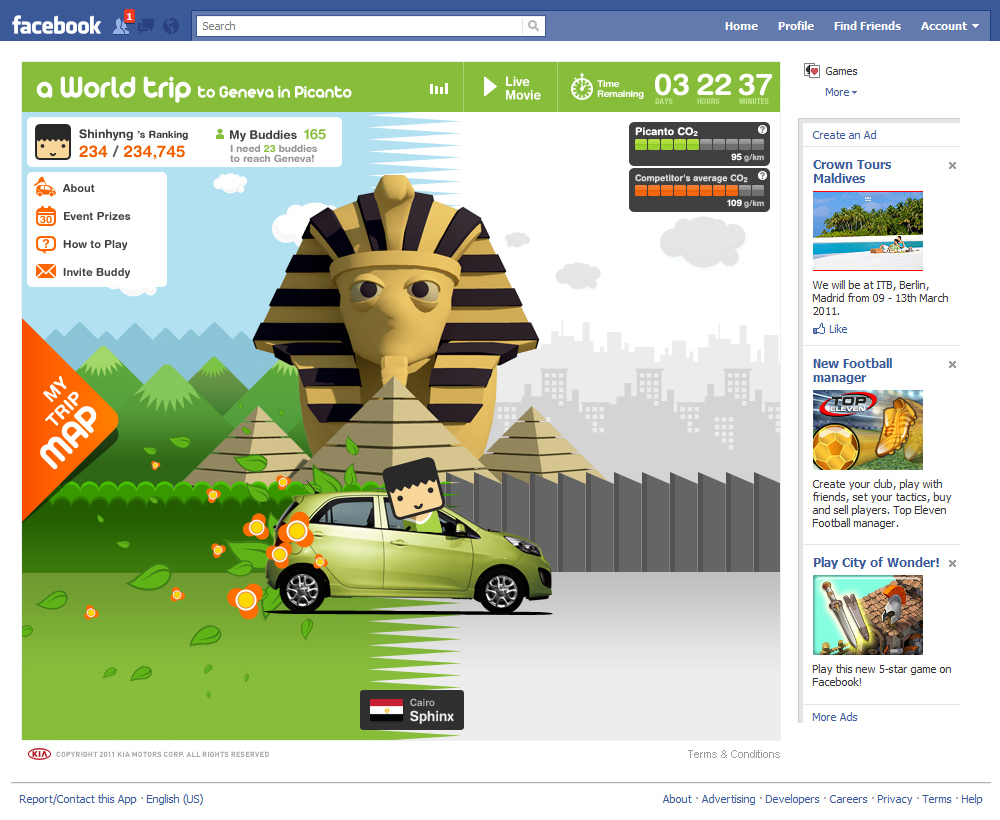 facebook
1
Search
Home
Profile
Find Friends
Account
a World trip to Geneva in Picanto
Live
Movie
Time
Remaining
03 22 37
DAYS HOURS MINUTES
Games
More
Shinhyng 's Ranking
234 / 234,745
My Buddies 165
I need 23 buddies
to reach Geneva!
About
30
Event Prizes
?
How to Play
Invite Buddy
Picanto CO2
?
95 g/km
Competitor's average CO2
?
109 g/km
MY
TRIP
MAP
Cairo
Sphinx
Create an Ad
Crown Tours
Maldives
We will be at ITB, Berlin,
Madrid from 09 - 13th March
2011.
Like
New Football
manager
TOP
ELEVEN
Create your club, play with
friends, set your tactics, buy
and sell players. Top Eleven
Football manager.
Play City of Wonder!
Play this new 5-star game on
Facebook!
More Ads
KIA COPYRIGHT 2011 KIA MOTORS CORP. ALL RIGHTS RESERVED
Terms & Conditions
Report/Contact this App · English (US)
About · Advertising · Developers · Careers · Privacy · Terms · Help